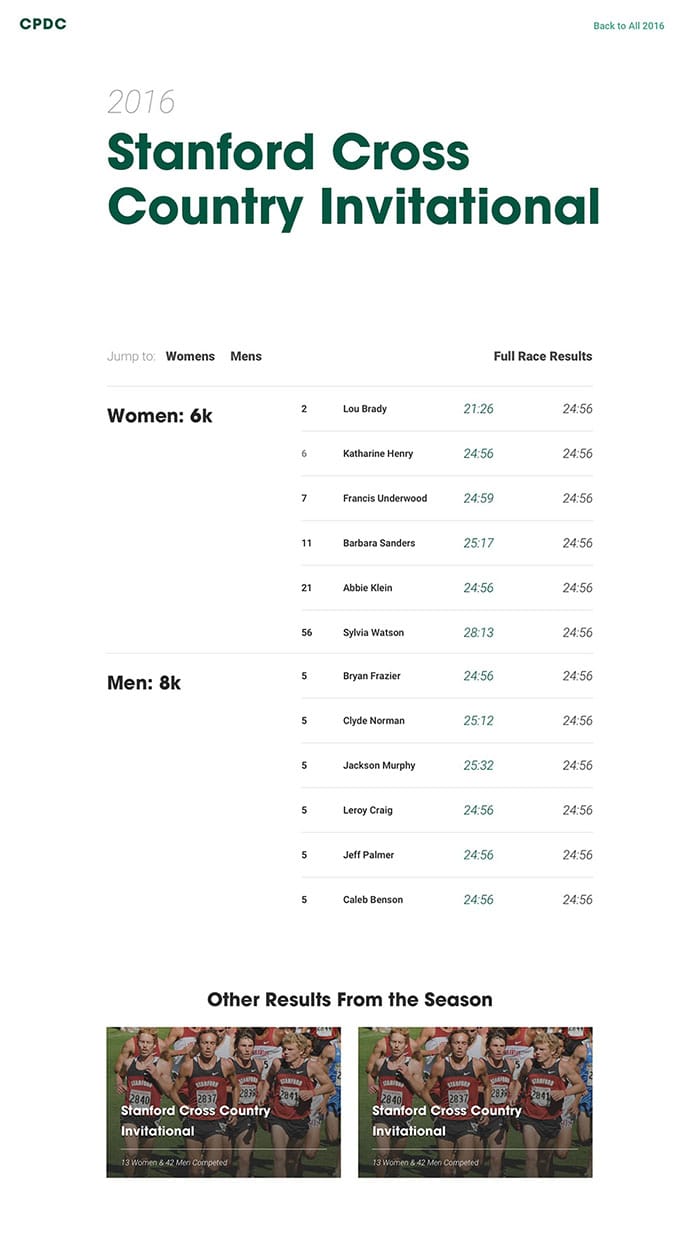 CPDC
Back to All 2016
2016
Stanford Cross
Country Invitational
Jump to: Womens Mens Full Race Results
Women: 6k
2 Lou Brady 21:26 24:56
6 Katharine Henry 24:56 24:56
7 Francis Underwood 24:59 24:56
11 Barbara Sanders 25:17 24:56
21 Abbie Klein 24:56 24:56
56 Sylvia Watson 28:13 24:56
Men: 8k
5 Bryan Frazier 24:56 24:56
5 Clyde Norman 25:12 24:56
5 Jackson Murphy 25:32 24:56
5 Leroy Craig 24:56 24:56
5 Jeff Palmer 24:56 24:56
5 Caleb Benson 24:56 24:56
Other Results From the Season
STANFORD STANFORD STANFORD STANFORD
2840 2837 2841
Stanford Cross Country
Invitational
13 Women & 42 Men Competed
STANFORD STANFORD STANFORD STANFORD
2840 2837 2841
Stanford Cross Country
Invitational
13 Women & 42 Men Competed